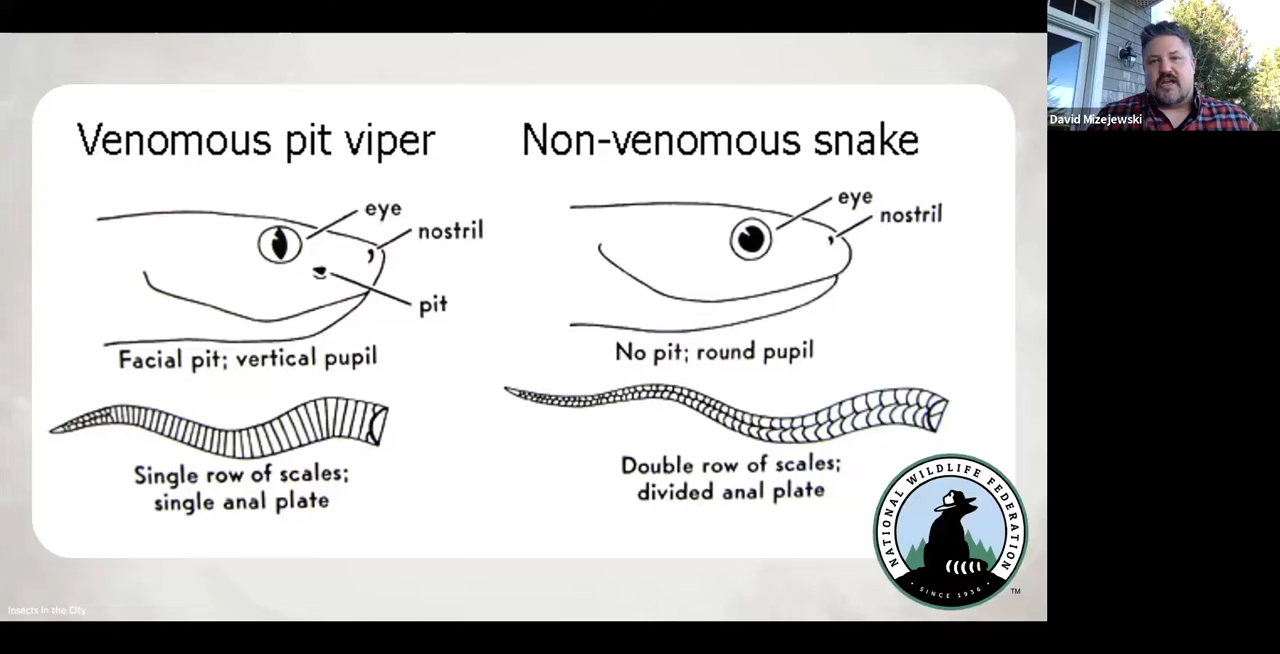 Venomous pit viper
eye
nostril
pit
Facial pit; vertical pupil
Single row of scales;
single anal plate
Non-venomous snake
eye
nostril
No pit; round pupil
Double row of scales;
divided anal plate
NATIONAL WILDLIFE FEDERATION
• SINCE 1936 •
TM
Insects in the City
David Mizejewski